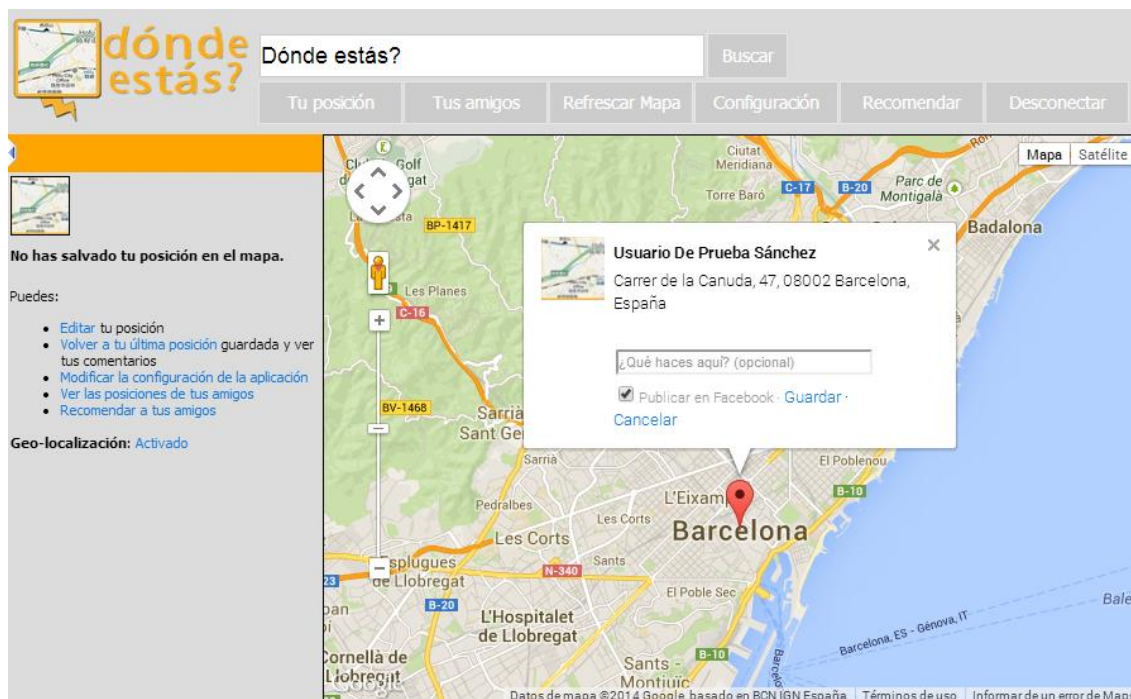 dónde
estás?
Dónde estás?
Buscar
Tu posición
Tus amigos
Refrescar Mapa
Configuración
Recomendar
Desconectar
No has salvado tu posición en el mapa.
Puedes:
Editar tu posición
Volver a tu última posición guardada y ver
tus comentarios
Modificar la configuración de la aplicación
Ver las posiciones de tus amigos
Recomendar a tus amigos
Geo-localización: Activado
Mapa
Satélite
Golf
Ciutat
Meridiana
Torre Baró
C-17
B-20
Parc de
Montigalà
Badalona
BP-1417
Les Planes
C-16
Usuario De Prueba Sánchez
Carrer de la Canuda, 47, 08002 Barcelona,
España
¿Qué haces aquí? (opcional)
Publicar en Facebook · Guardar ·
Cancelar
BV-1468
Sarrià
Sant Ge
Sarrià
El Poblenou
B-10
Pedralbes
L'Eixam
Les Corts
Barcelona
Les Corts
Sants
Esplugues
de Llobregat
N-340
23
B-20
El Poble Sec
L'Hospitalet
de Llobregat
Bale
Barcelona, ES - Génova, IT
B-10
Cornellà de
Llobregat
Sants -
Montjuïc
Barcelona
Google
Datos de mapa ©2014 Google, basado en BCN IGN España
Términos de uso
Informar de un error de Map